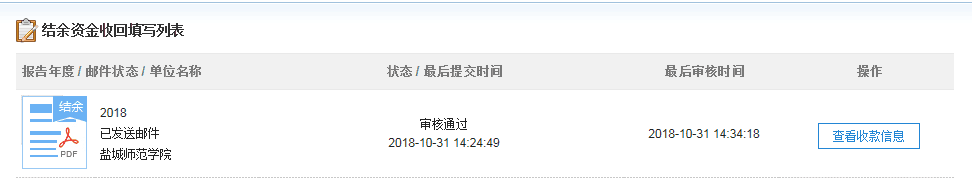 结余资金收回填写列表
报告年度 / 邮件状态 / 单位名称 状态 / 最后提交时间 最后审核时间 操作
结余
PDF
2018
已发送邮件
盐城师范学院
审核通过
2018-10-31 14:24:49
2018-10-31 14:34:18
查看收款信息